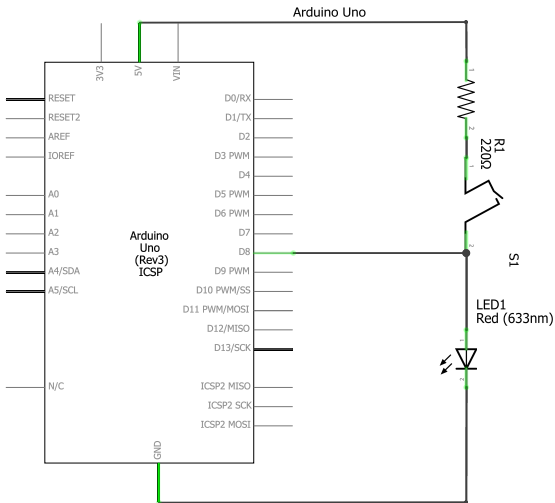 Arduino Uno
3V3
5V
VIN
RESET
RESET2
AREF
IOREF
A0
A1
A2
A3
A4/SDA
A5/SCL
N/C
Arduino
Uno
(Rev3)
ICSP
D0/RX
D1/TX
D2
D3 PWM
D4
D5 PWM
D6 PWM
D7
D8
D9 PWM
D10 PWM/SS
D11 PWM/MOSI
D12/MISO
D13/SCK
ICSP2 MISO
ICSP2 SCK
ICSP2 MOSI
GND
1
2
R1
220Ω
1
2
S1
LED1
Red (633nm)
1
2